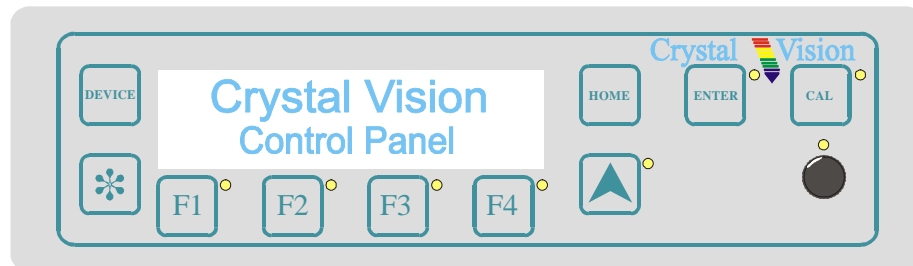 Crystal Vision
DEVICE
Crystal Vision
Control Panel
HOME
ENTER
CAL
F1
F2
F3
F4